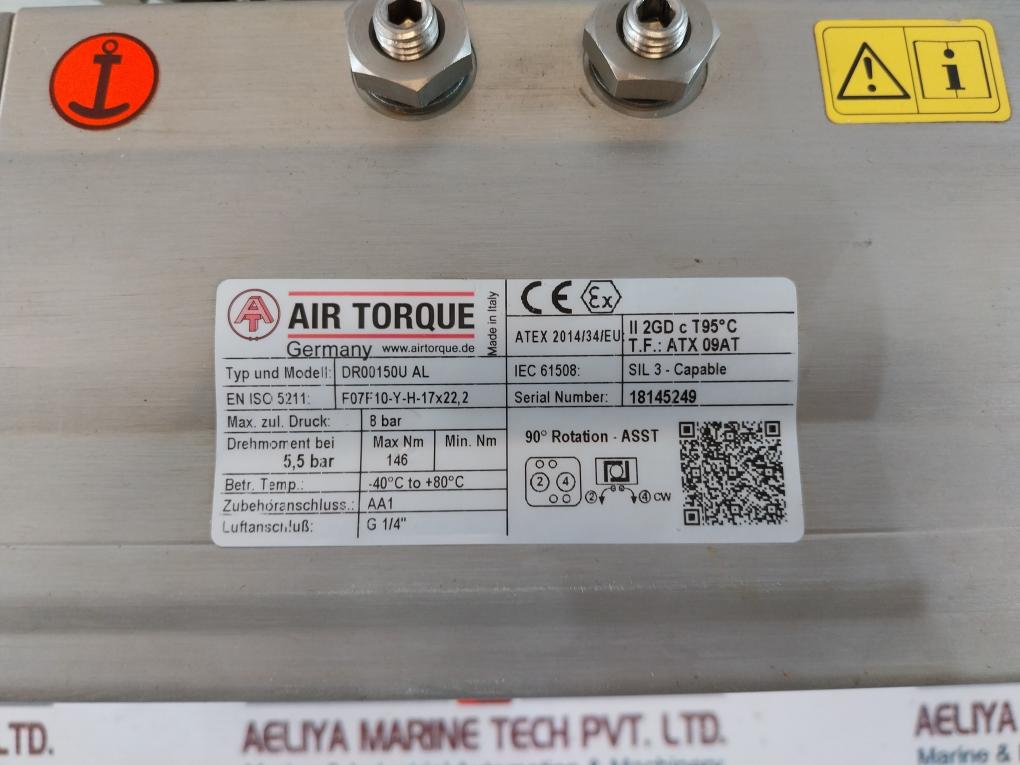 AT
AIR TORQUE
Germany www.airtorque.de
Made in Italy
CE Ex
ATEX 2014/34/EU: II 2GD c T95°C
T.F.: ATX 09AT
Typ und Modell: DR00150U AL
IEC 61508: SIL 3 - Capable
EN ISO 5211: F07F10-Y-H-17x22,2
Serial Number: 18145249
Max. zul. Druck: 8 bar
Drehmoment bei 5,5 bar
Max Nm 146
Min. Nm
Betr. Temp.: -40°C to +80°C
Zubehöranschluss.: AA1
Luftanschluß: G 1/4"
90° Rotation - ASST
2 4
2 4 CW
! i
LTD. AELIYA MARINE TECH PVT. LTD. AELIYA
Marine &